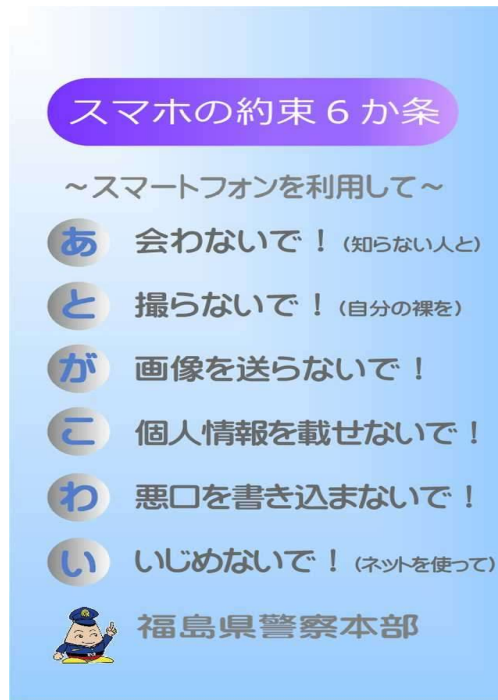 スマホの約束6か条
～スマートフォンを利用して～
あ 会わないで！(知らない人と)
と 撮らないで！(自分の裸を)
が 画像を送らないで！
こ 個人情報を載せないで！
わ 悪口を書き込まないで！
い いじめないで！(ネットを使って)
福島県警察本部